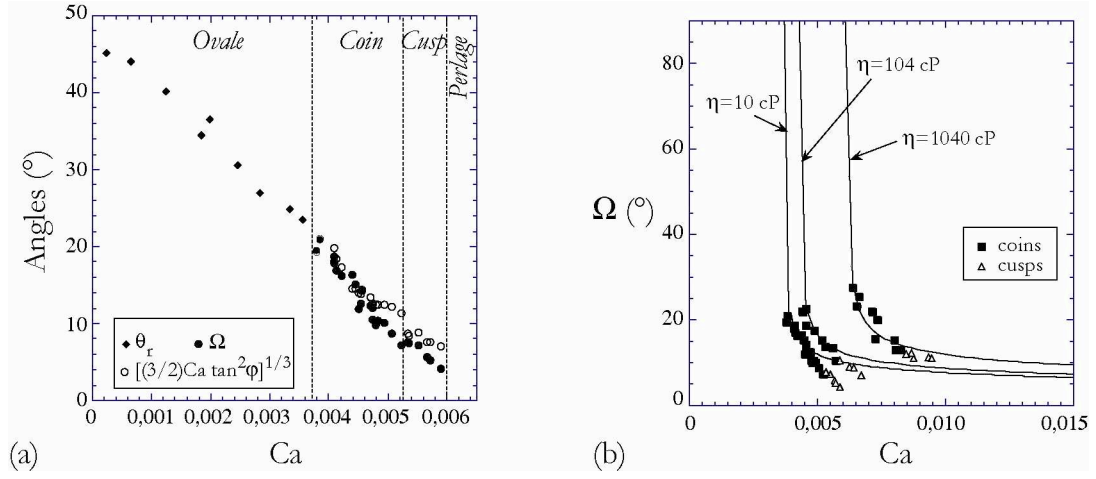 50
40
30
20
10
0
Angles (°)
Ovale
Coin
Cusp
Perlage
θr
Ω
[(3/2)Ca tan²φ]^1/3
0 0,001 0,002 0,003 0,004 0,005 0,006
(a)
Ca
80
60
40
20
0
Ω (°)
η=104 cP
η=10 cP
η=1040 cP
coins
cusps
0 0,005 0,010 0,015
(b)
Ca